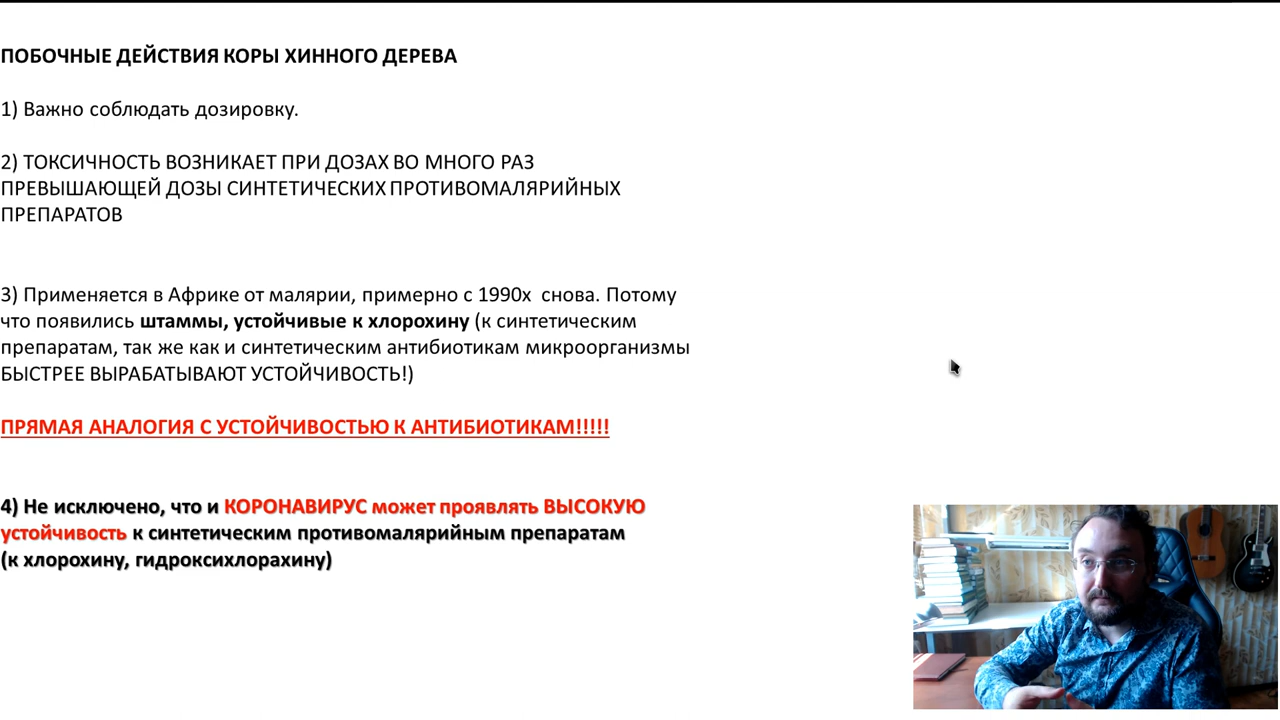 ПОБОЧНЫЕ ДЕЙСТВИЯ КОРЫ ХИННОГО ДЕРЕВА
1) Важно соблюдать дозировку.
2) ТОКСИЧНОСТЬ ВОЗНИКАЕТ ПРИ ДОЗАХ ВО МНОГО РАЗ
ПРЕВЫШАЮЩЕЙ ДОЗЫ СИНТЕТИЧЕСКИХ ПРОТИВОМАЛЯРИЙНЫХ
ПРЕПАРАТОВ
3) Применяется в Африке от малярии, примерно с 1990х снова. Потому
что появились штаммы, устойчивые к хлорохину (к синтетическим
препаратам, так же как и синтетическим антибиотикам микроорганизмы
БЫСТРЕЕ ВЫРАБАТЫВАЮТ УСТОЙЧИВОСТЬ!)
ПРЯМАЯ АНАЛОГИЯ С УСТОЙЧИВОСТЬЮ К АНТИБИОТИКАМ!!!!!
4) Не исключено, что и КОРОНАВИРУС может проявлять ВЫСОКУЮ
устойчивость к синтетическим противомалярийным препаратам
(к хлорохину, гидроксихлорахину)